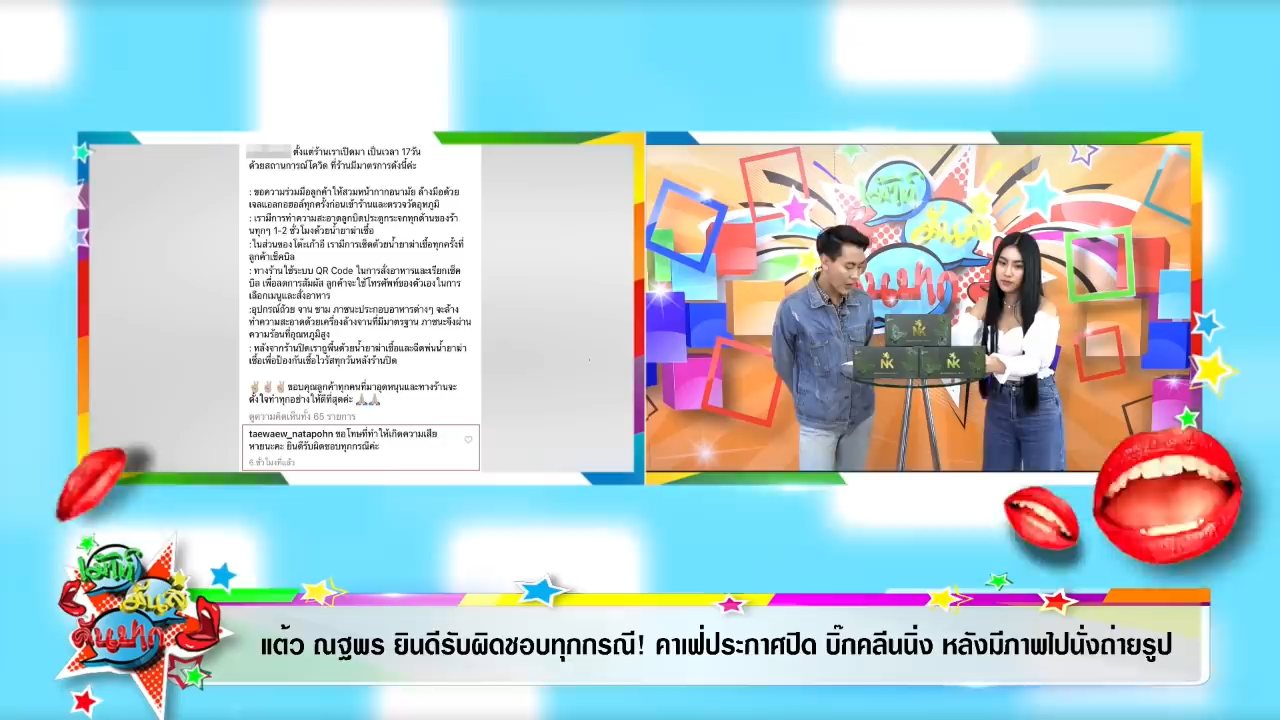 ตั้งแต่ร้านเราเปิดมา เป็นเวลา 17วัน
ด้วยสถานการณ์โควิด ที่ร้านมีมาตรการดังนี้ค่ะ
: ขอความร่วมมือลูกค้าให้สวมหน้ากากอนามัย ล้างมือด้วย
เจลแอลกอฮอล์ทุกครั้งก่อนเข้าร้านและตรวจวัดอุหภูมิ
: เรามีการทำความสะอาดลูกบิดประตูกระจกทุกด้านของร้า
นทุกๆ 1-2 ชั่วโมงด้วยน้ำยาฆ่าเชื้อ
:ในส่วนของโต๊ะเก้าอี้ เรามีการเช็ดด้วยน้ำยาฆ่าเชื้อทุกครั้งที่
ลูกค้าเช็คบิล
: ทางร้านใช้ระบบ QR Code ในการสั่งอาหารและเรียกเช็ค
บิล เพื่อลดการสัมผัส ลูกค้าจะใช้โทรศัพท์ของตัวเอง ในการ
เลือกเมนูและสั่งอาหาร
:อุปกรณ์ถ้วย จาน ชาม ภาชนะประกอบอาหารต่างๆ จะล้าง
ทำความสะอาดด้วยเครื่องล้างจานที่มีมาตรฐาน ภาชนะจึงผ่าน
ความร้อนที่อุณหภูมิสูง
: หลังจากร้านปิดเราถูพื้นด้วยน้ำยาฆ่าเชื้อและฉีดพ่นน้ำยาฆ่า
เชื้อเพื่อป้องกันเชื้อไวรัสทุกวันหลังร้านปิด
✌🏻✌🏻✌🏻ขอบคุณลูกค้าทุกคนที่มาอุดหนุนและทางร้านจะ
ตั้งใจทำทุกอย่าง ให้ดีที่สุดค่ะ 🙏🏻🙏🏻
ดูความคิดเห็นทั้ง 65 รายการ
taewaew_natapohn ขอโทษที่ทำให้เกิดความเสีย
หายนะคะ ยินดีรับผิดชอบทุกกรณีค่ะ
6 ชั่วโมงที่แล้ว
เม้าท์
มันส์
คันปาก
NK
NK
NK
เม้าท์
มันส์
คันปาก
แต้ว ณฐพร ยินดีรับผิดชอบทุกกรณี! คาเฟ่ประกาศปิด บิ๊กคลีนนิ่ง หลังมีภาพไปนั่งถ่ายรูป